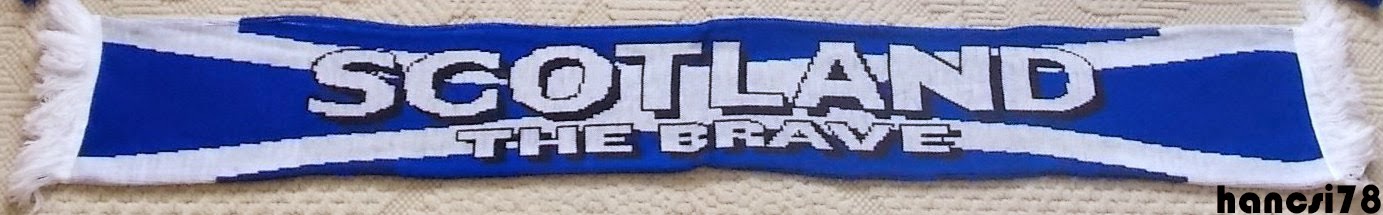 SCOTLAND
THE BRAVE
hancsi78